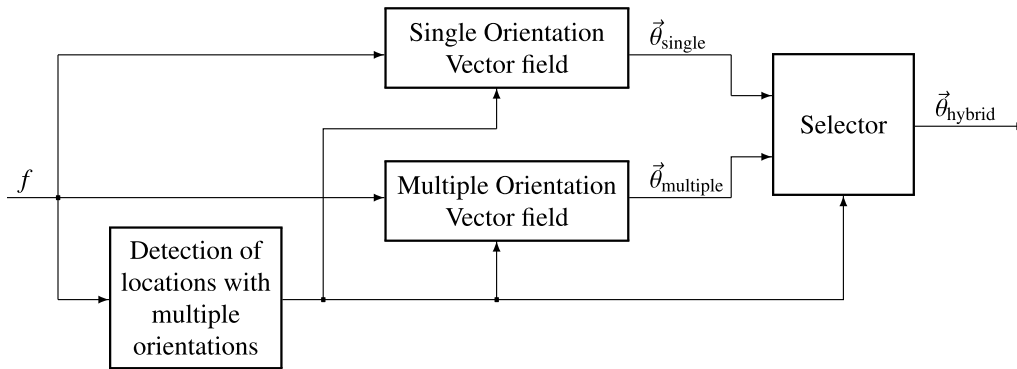 Single Orientation
Vector field
θ⃗single
Selector
θ⃗hybrid
f
Multiple Orientation
Vector field
θ⃗multiple
Detection of
locations with
multiple
orientations